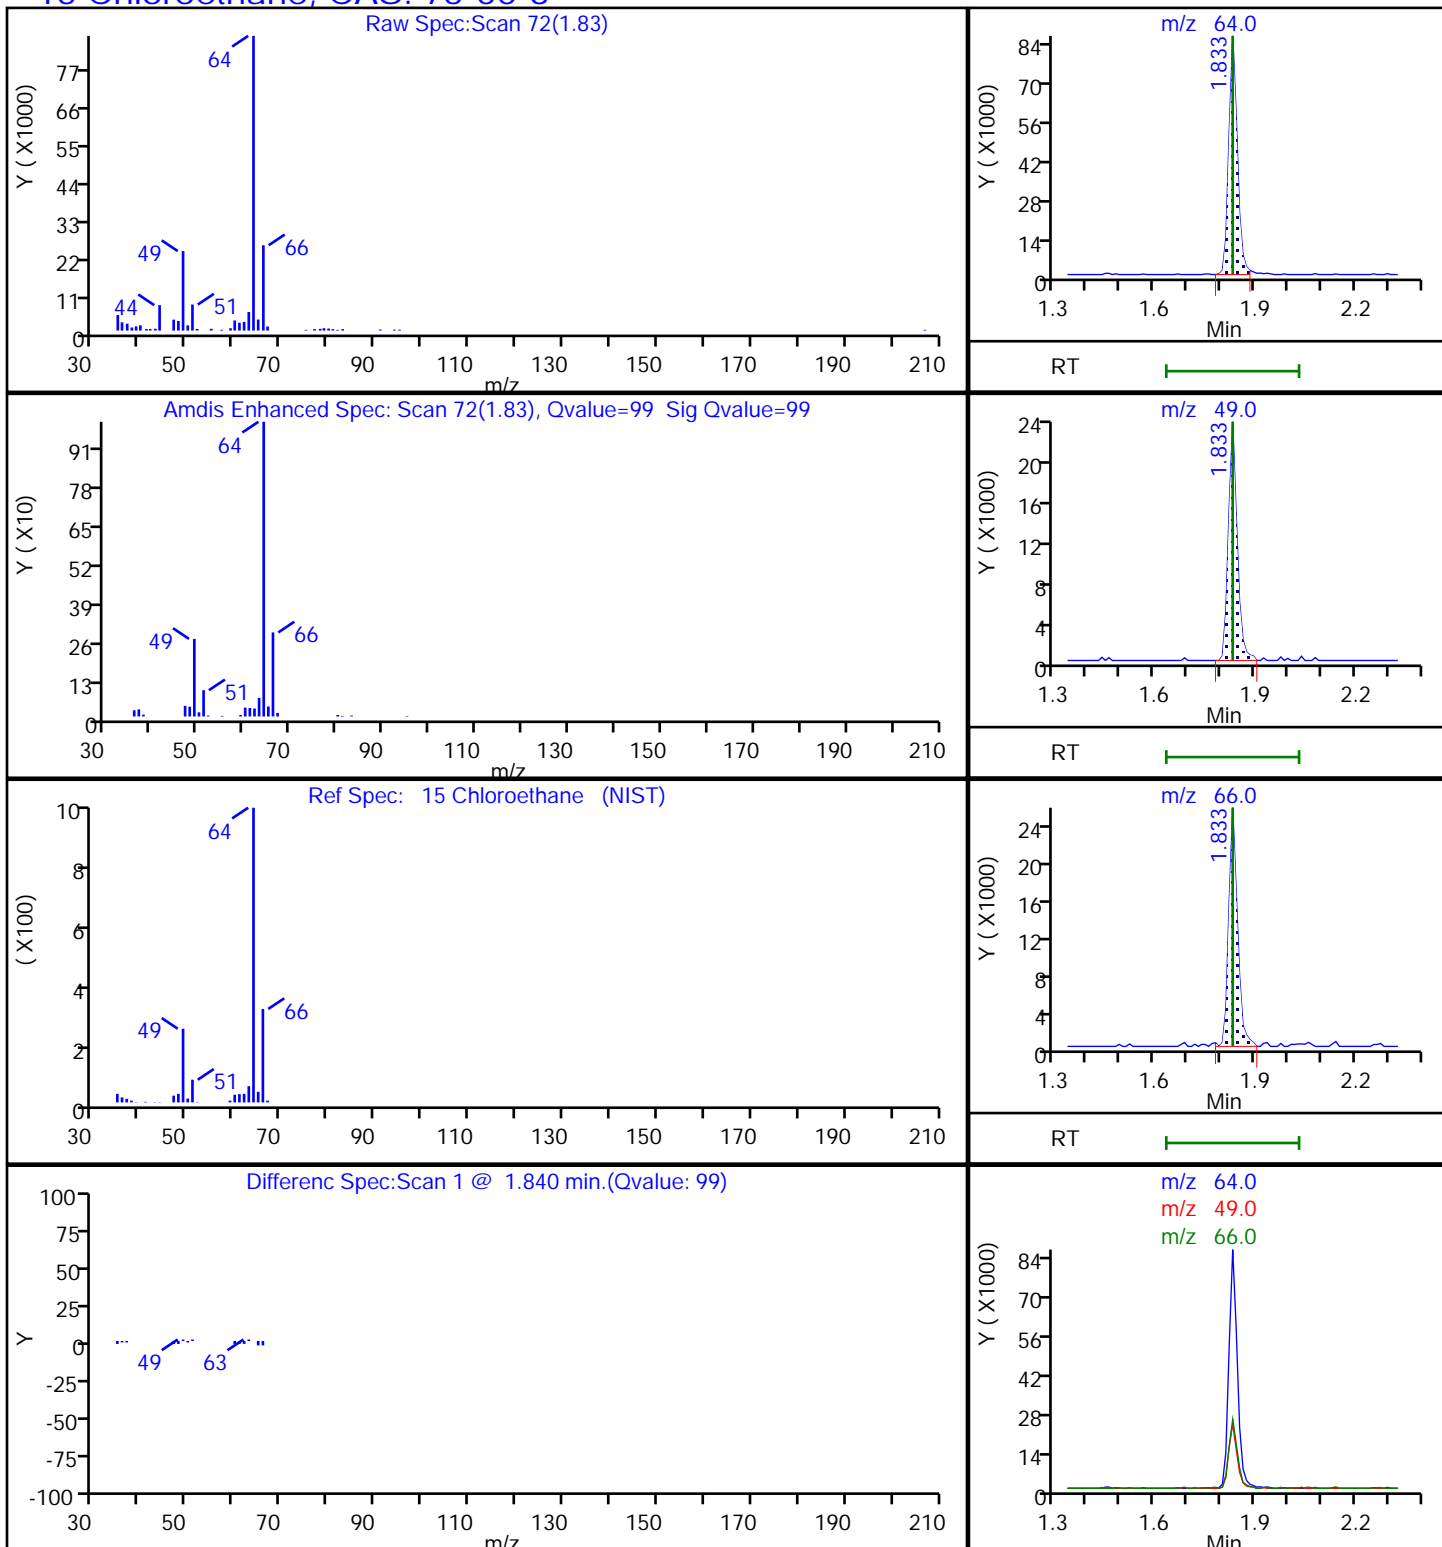 Raw Spec:Scan 72(1.83)
Y ( X1000)
77
66
55
44
33
22
11
0
64
49
66
44
51
30 50 70 90 110 130 150 170 190 210
m/z
m/z 64.0
Y ( X1000)
84
70
56
42
28
14
0
1.833
1.3 1.6 1.9 2.2
Min
RT
Amdis Enhanced Spec: Scan 72(1.83), Qvalue=99 Sig Qvalue=99
Y ( X10)
91
78
65
52
39
26
13
0
64
49
66
51
30 50 70 90 110 130 150 170 190 210
m/z
m/z 49.0
Y ( X1000)
24
20
16
12
8
4
0
1.833
1.3 1.6 1.9 2.2
Min
RT
Ref Spec: 15 Chloroethane (NIST)
( X100)
10
8
6
4
2
0
64
49
66
51
30 50 70 90 110 130 150 170 190 210
m/z 66.0
Y ( X1000)
24
20
16
12
8
4
0
1.833
1.3 1.6 1.9 2.2
Min
RT
Differenc Spec:Scan 1 @ 1.840 min.(Qvalue: 99)
Y
100
75
50
25
0
-25
-50
-75
-100
49
63
30 50 70 90 110 130 150 170 190 210
m/z
m/z 64.0
m/z 49.0
m/z 66.0
Y ( X1000)
84
70
56
42
28
14
0
1.3 1.6 1.9 2.2
Min